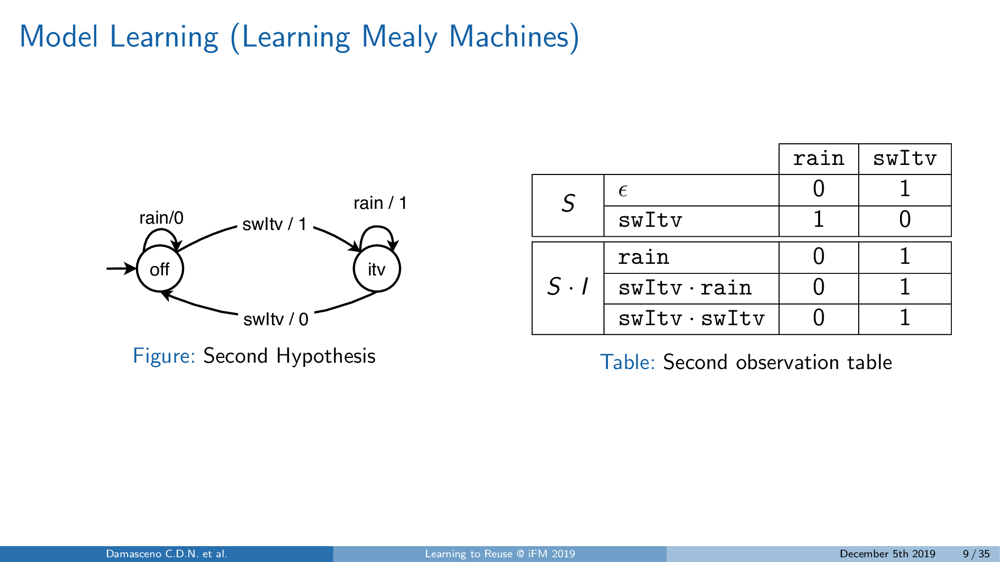 Model Learning (Learning Mealy Machines)
rain/0
swItv / 1
rain / 1
off
itv
swItv / 0
Figure: Second Hypothesis
rain swItv
S ϵ 0 1
swItv 1 0
S · I rain 0 1
swItv · rain 0 1
swItv · swItv 0 1
Table: Second observation table
Damasceno C.D.N. et al. Learning to Reuse @ iFM 2019 December 5th 2019 9 / 35